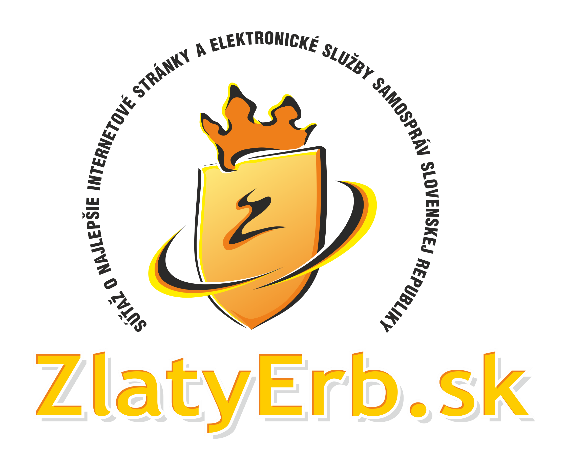 SÚŤAŽ O NAJLEPŠIE INTERNETOVÉ STRÁNKY A ELEKTRONICKÉ SLUŽBY SAMOSPRÁV SLOVENSKEJ REPUBLIKY
Z
ZlatyErb.sk